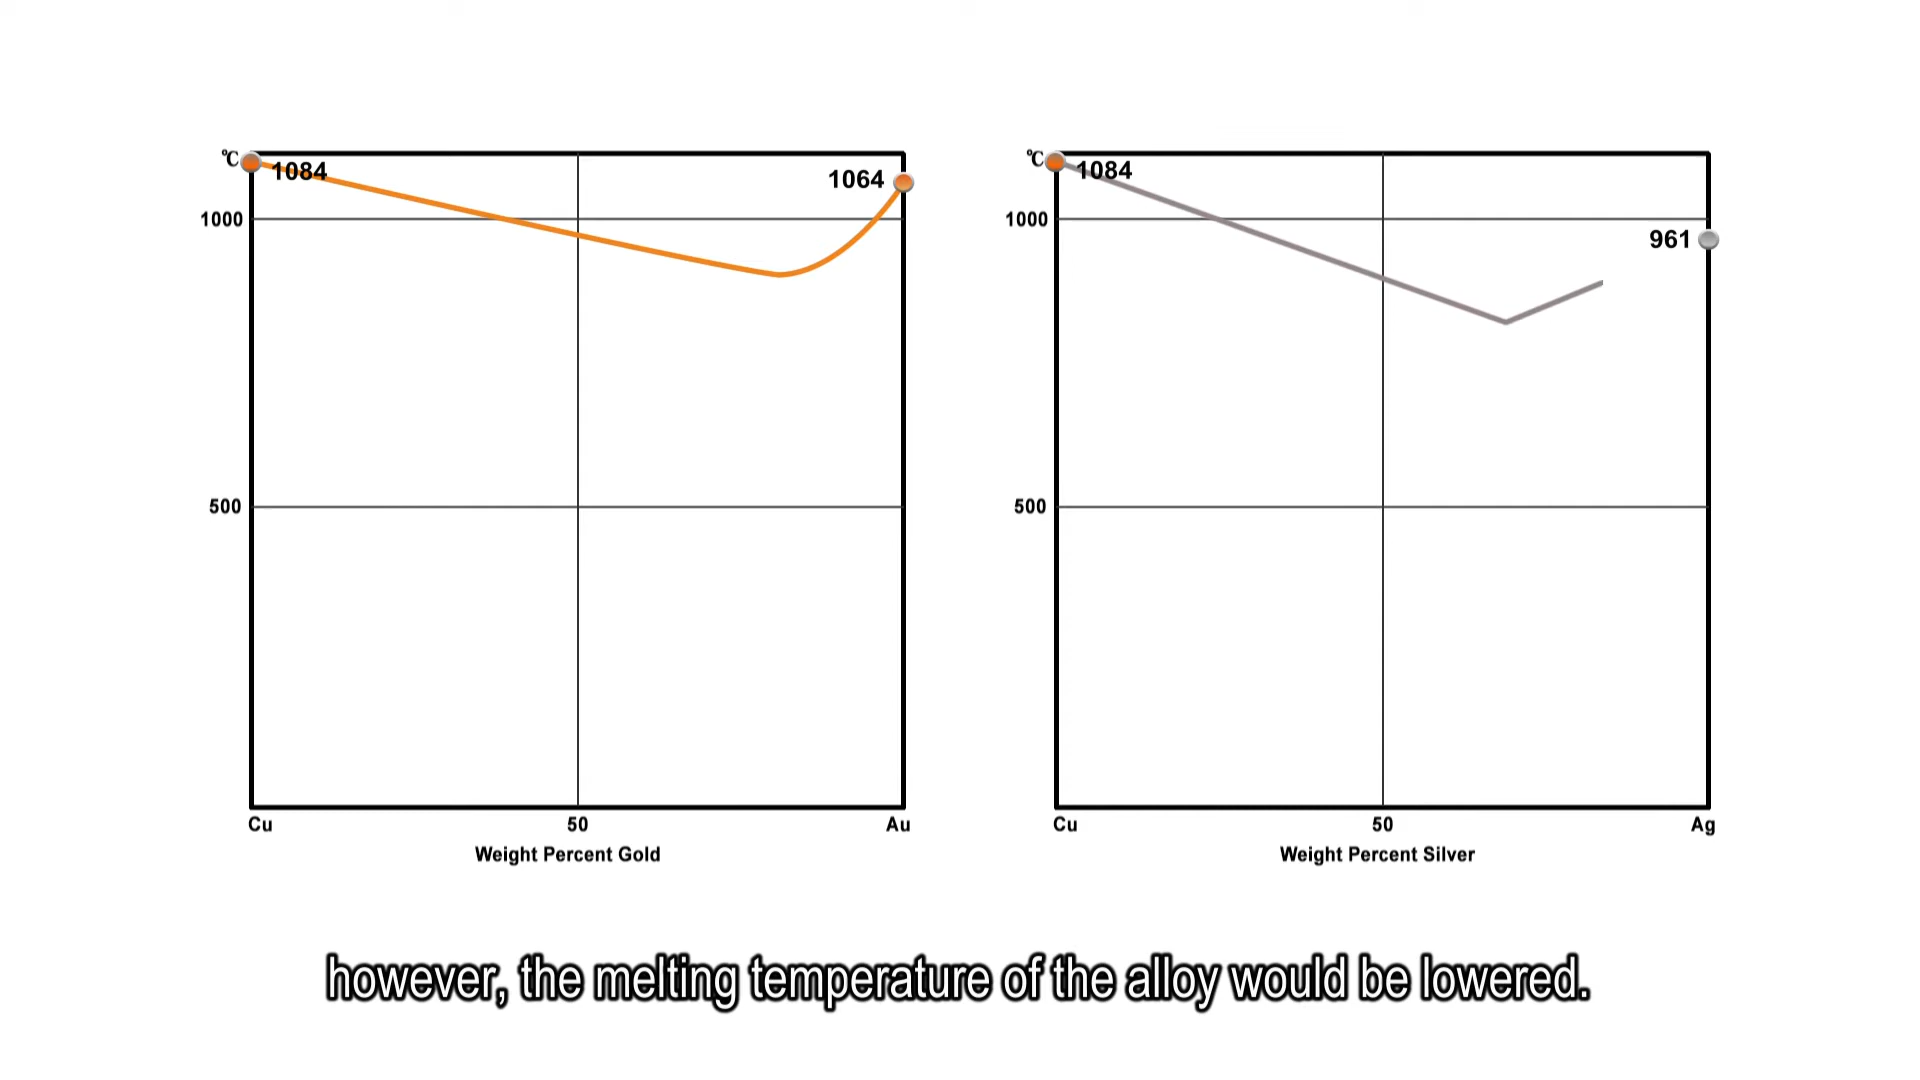 ℃
1084
1064
1000
500
Cu
50
Au
Weight Percent Gold
℃
1084
961
1000
500
Cu
50
Ag
Weight Percent Silver
however, the melting temperature of the alloy would be lowered.